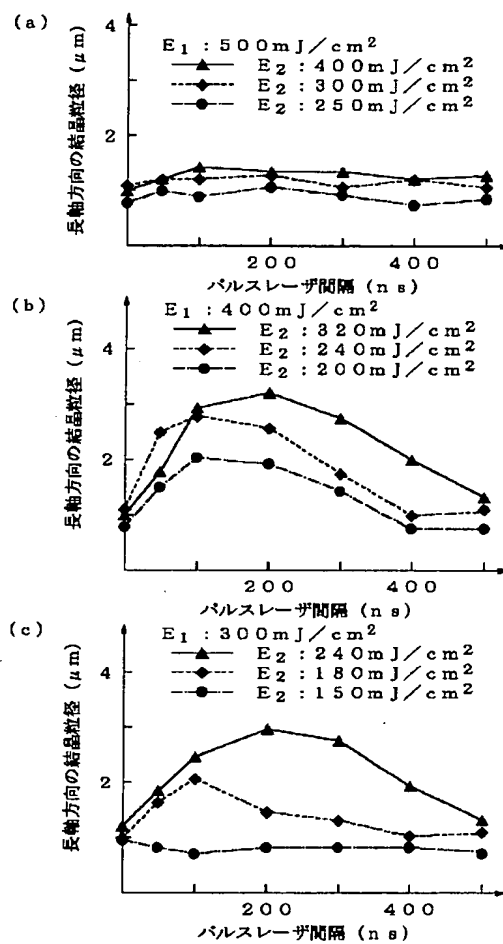 (a)
長軸方向の結晶粒径 (μm)
4
2
E₁ : 500mJ/cm²
E₂ : 400mJ/cm²
E₂ : 300mJ/cm²
E₂ : 250mJ/cm²
200 400
パルスレーザ間隔 (ns)
(b)
長軸方向の結晶粒径 (μm)
4
2
E₁ : 400mJ/cm²
E₂ : 320mJ/cm²
E₂ : 240mJ/cm²
E₂ : 200mJ/cm²
200 400
パルスレーザ間隔 (ns)
(c)
長軸方向の結晶粒径 (μm)
4
2
E₁ : 300mJ/cm²
E₂ : 240mJ/cm²
E₂ : 180mJ/cm²
E₂ : 150mJ/cm²
200 400
パルスレーザ間隔 (ns)